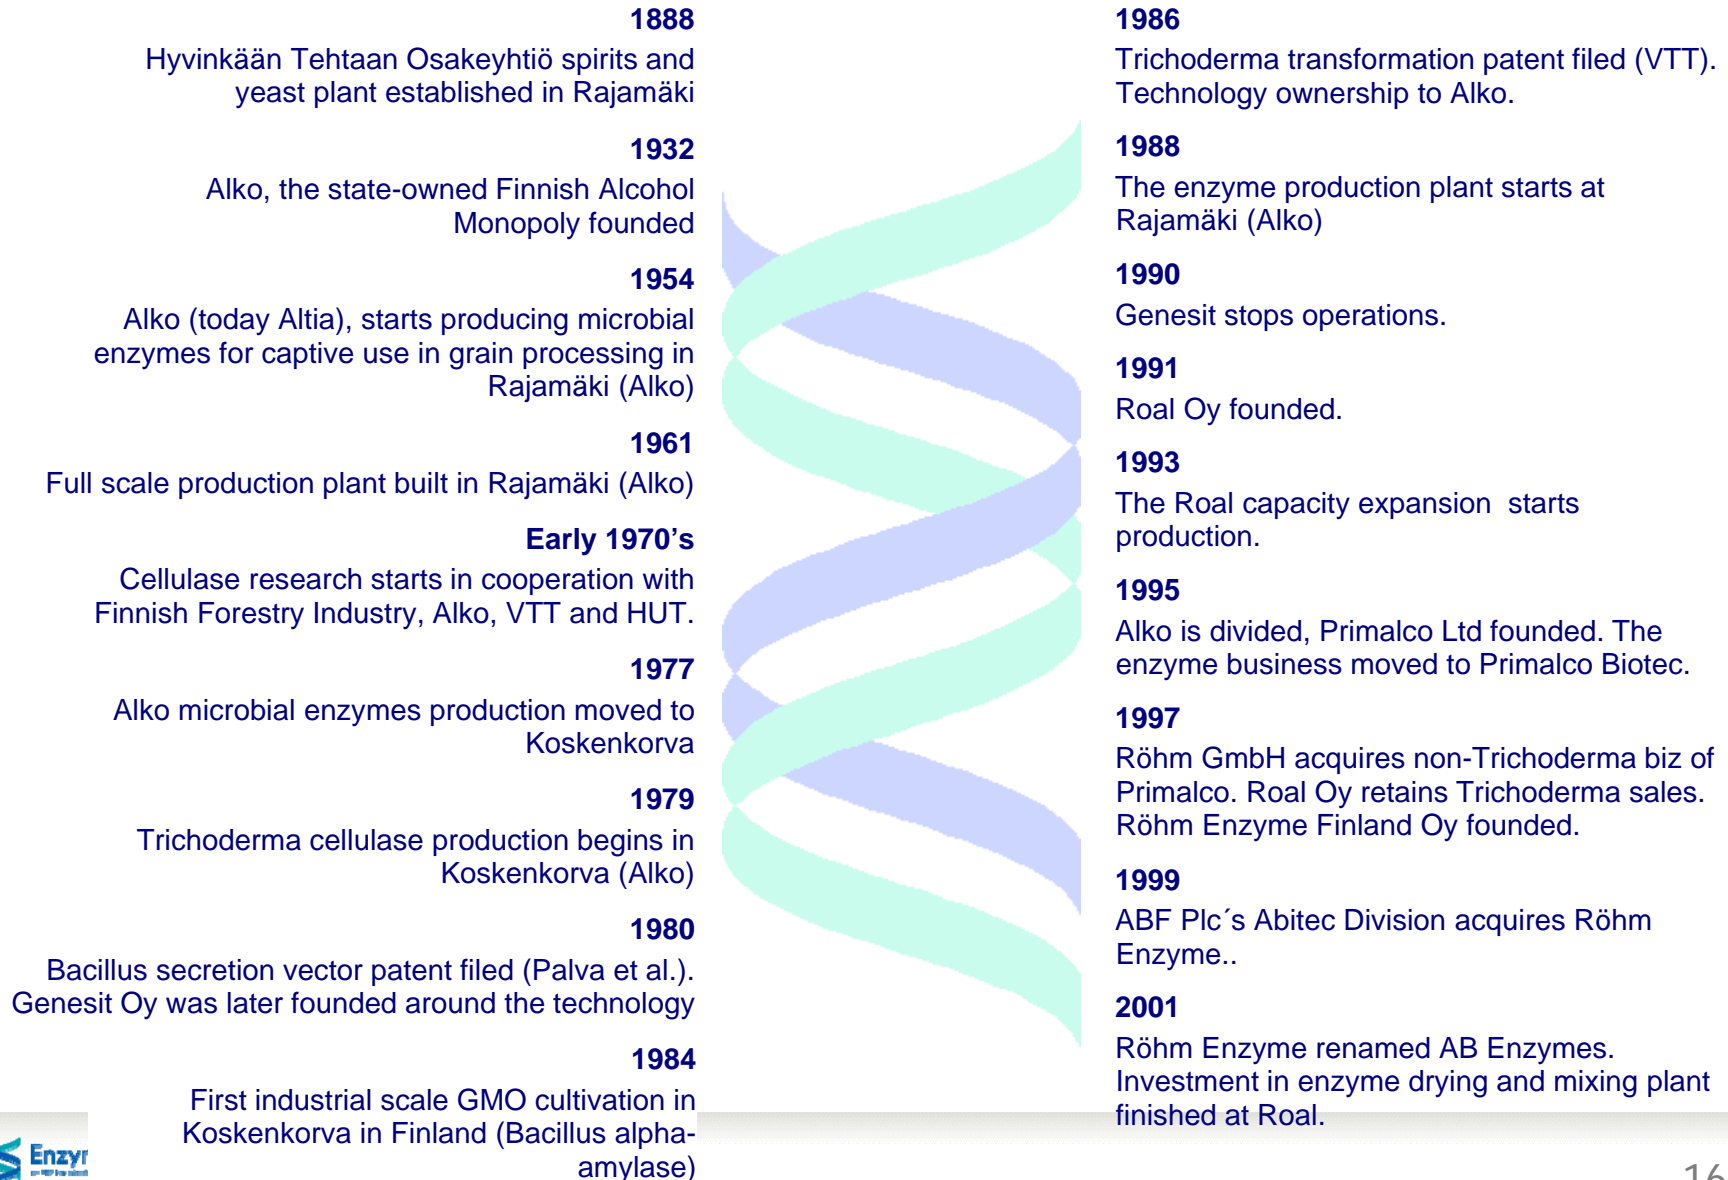 1888
Hyvinkään Tehtaan Osakeyhtiö spirits and
yeast plant established in Rajamäki
1932
Alko, the state-owned Finnish Alcohol
Monopoly founded
1954
Alko (today Altia), starts producing microbial
enzymes for captive use in grain processing in
Rajamäki (Alko)
1961
Full scale production plant built in Rajamäki (Alko)
Early 1970’s
Cellulase research starts in cooperation with
Finnish Forestry Industry, Alko, VTT and HUT.
1977
Alko microbial enzymes production moved to
Koskenkorva
1979
Trichoderma cellulase production begins in
Koskenkorva (Alko)
1980
Bacillus secretion vector patent filed (Palva et al.).
Genesit Oy was later founded around the technology
1984
First industrial scale GMO cultivation in
Koskenkorva in Finland (Bacillus alpha-
amylase)
1986
Trichoderma transformation patent filed (VTT).
Technology ownership to Alko.
1988
The enzyme production plant starts at
Rajamäki (Alko)
1990
Genesit stops operations.
1991
Roal Oy founded.
1993
The Roal capacity expansion  starts
production.
1995
Alko is divided, Primalco Ltd founded. The
enzyme business moved to Primalco Biotec.
1997
Röhm GmbH acquires non-Trichoderma biz of
Primalco. Roal Oy retains Trichoderma sales.
Röhm Enzyme Finland Oy founded.
1999
ABF Plc´s Abitec Division acquires Röhm
Enzyme..
2001
Röhm Enzyme renamed AB Enzymes.
Investment in enzyme drying and mixing plant
finished at Roal.
Enzyr
16